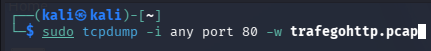 ┌──(kali㉿kali)-[~]
└─$ sudo tcpdump -i any port 80 -w trafegohttp.pcap